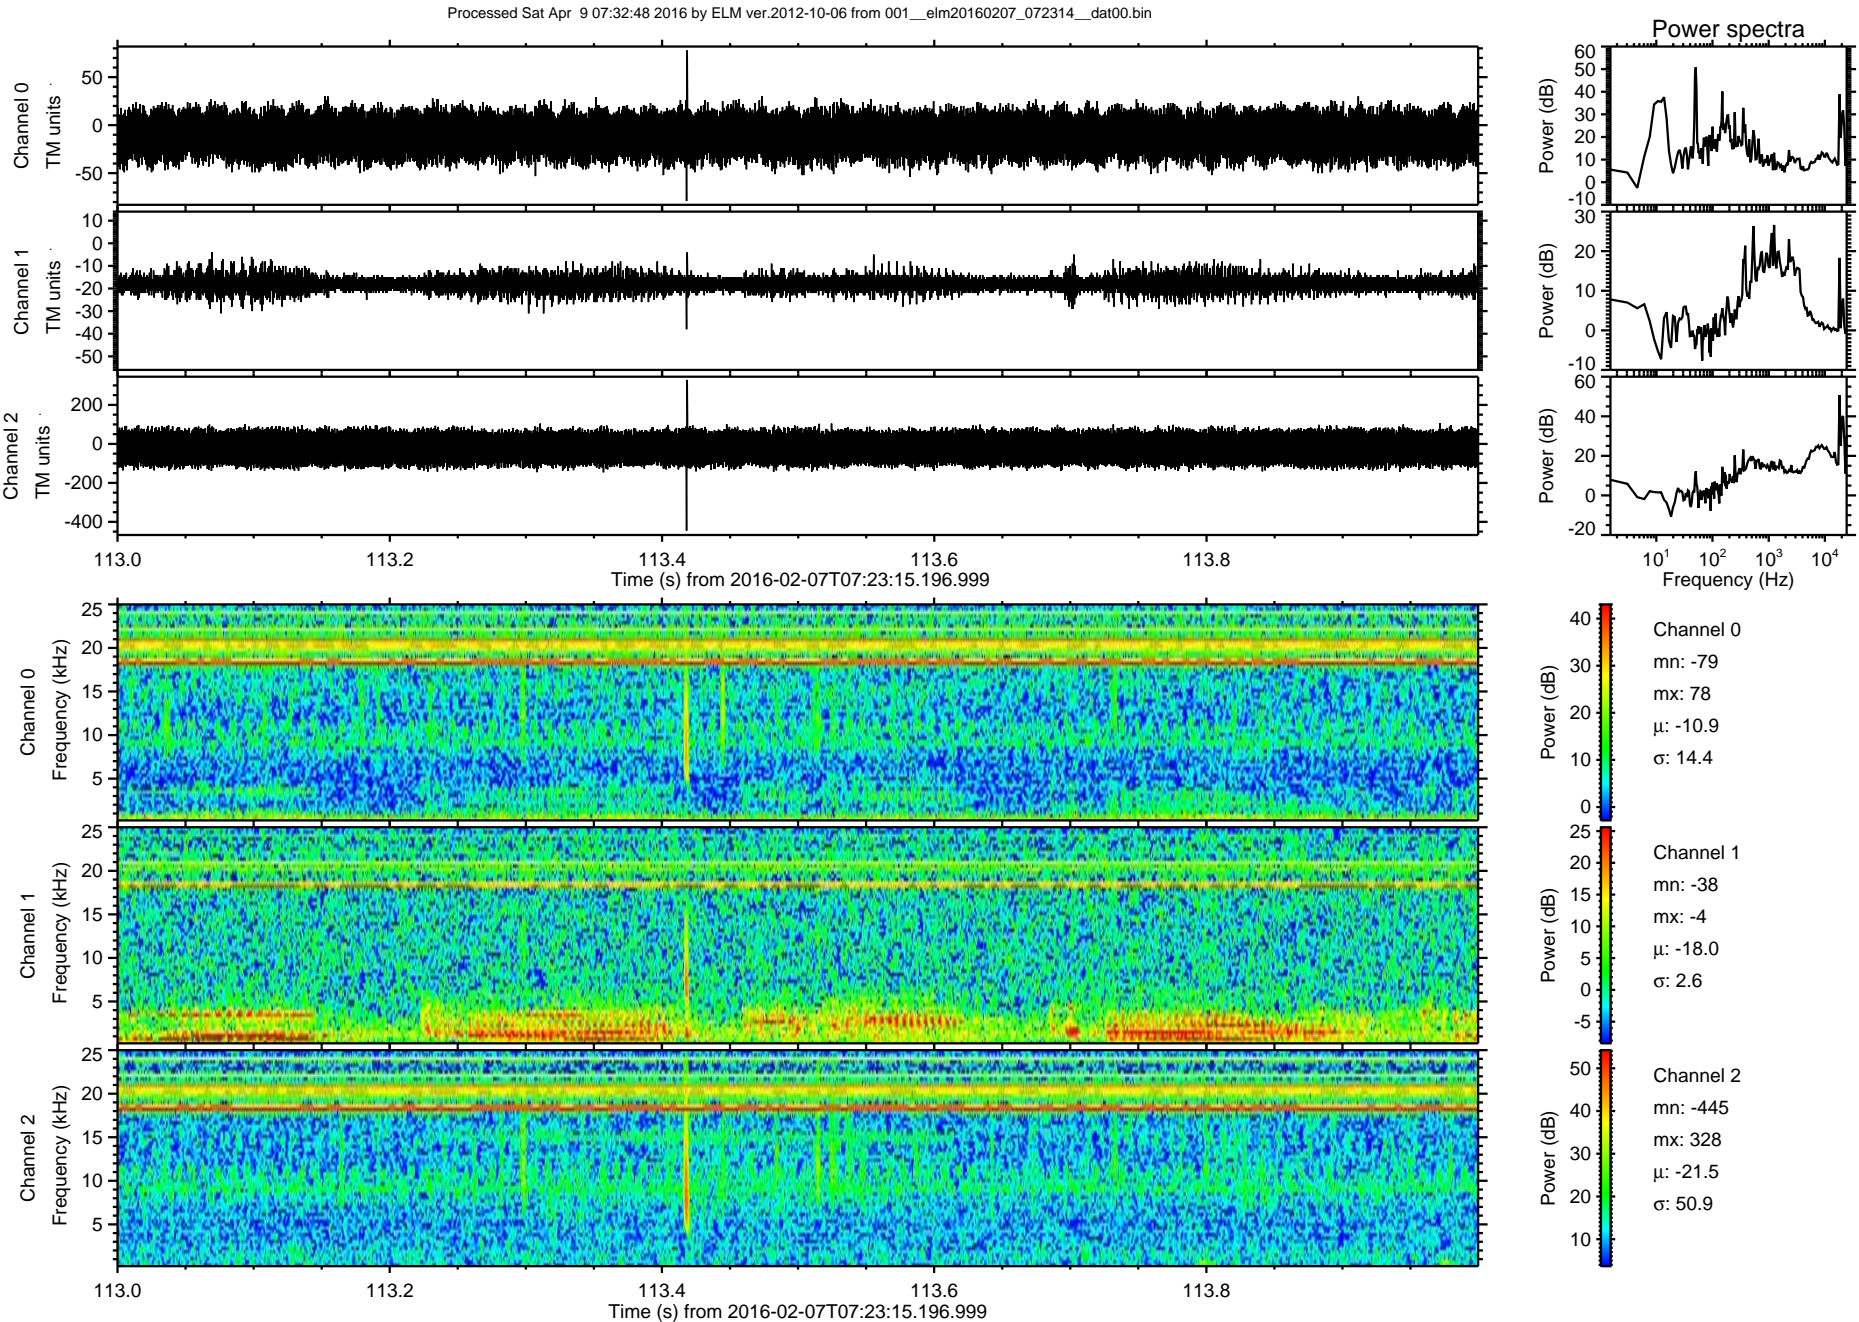 Processed Sat Apr 9 07:32:48 2016 by ELM ver.2012-10-06 from 001__elm20160207_072314__dat00.bin
Power spectra
Channel 0
TM units
50
0
-50
Power (dB)
60
50
40
30
20
10
0
-10
Channel 1
TM units
10
0
-10
-20
-30
-40
-50
Power (dB)
30
20
10
0
-10
Channel 2
TM units
200
0
-200
-400
Power (dB)
60
40
20
0
-20
113.0
113.2
113.4
113.6
113.8
Time (s) from 2016-02-07T07:23:15.196.999
10^1
10^2
10^3
10^4
Frequency (Hz)
Channel 0
Frequency (kHz)
25
20
15
10
5
Power (dB)
40
30
20
10
0
Channel 0
mn: -79
mx: 78
μ: -10.9
σ: 14.4
Channel 1
Frequency (kHz)
25
20
15
10
5
Power (dB)
25
20
15
10
5
0
-5
Channel 1
mn: -38
mx: -4
μ: -18.0
σ: 2.6
Channel 2
Frequency (kHz)
25
20
15
10
5
Power (dB)
50
40
30
20
10
Channel 2
mn: -445
mx: 328
μ: -21.5
σ: 50.9
113.0
113.2
113.4
113.6
113.8
Time (s) from 2016-02-07T07:23:15.196.999